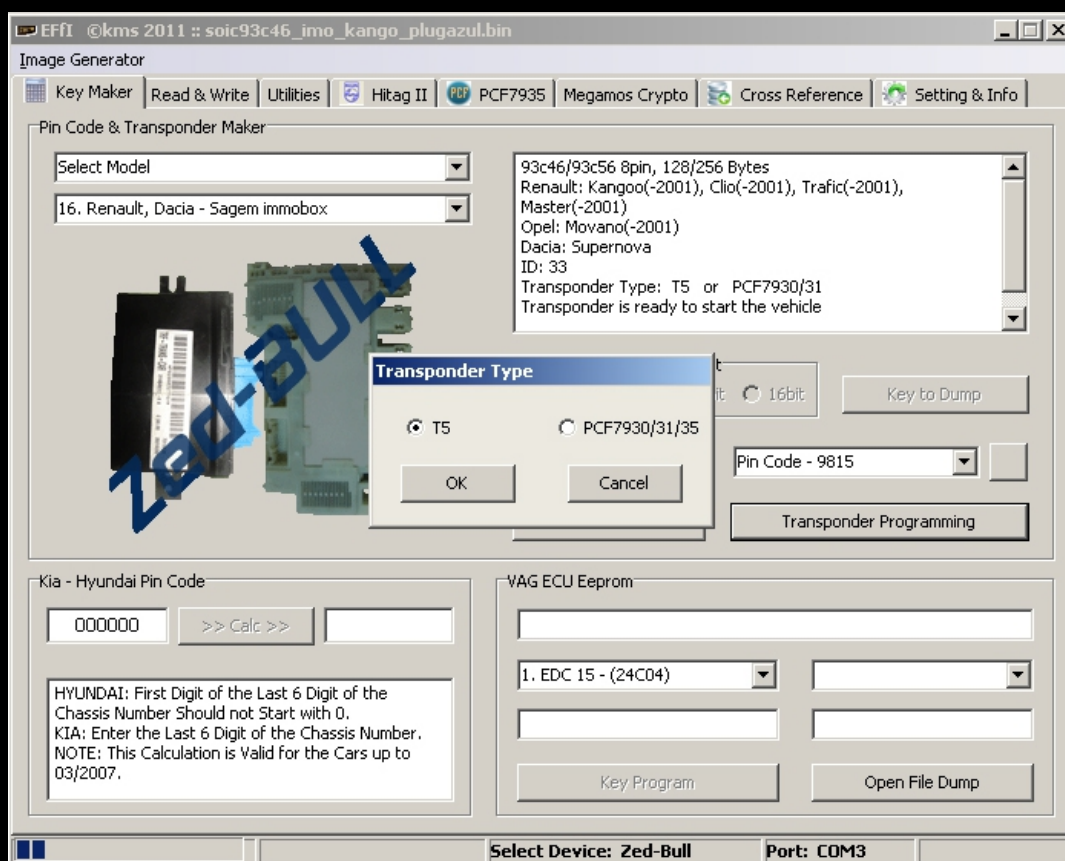 EFfI ©kms 2011 :: soic93c46_imo_kango_plugazul.bin
Image Generator
Key Maker
Read & Write
Utilities
Hitag II
PCF
PCF7935
Megamos Crypto
Cross Reference
Setting & Info
Pin Code & Transponder Maker
Select Model
16. Renault, Dacia - Sagem immobox
93c46/93c56 8pin, 128/256 Bytes
Renault: Kangoo(-2001), Clio(-2001), Trafic(-2001),
Master(-2001)
Opel: Movano(-2001)
Dacia: Supernova
ID: 33
Transponder Type: T5 or PCF7930/31
Transponder is ready to start the vehicle
Zed-BULL
Transponder Type
T5
PCF7930/31/35
OK
Cancel
16bit
Key to Dump
Pin Code - 9815
Transponder Programming
Kia - Hyundai Pin Code
000000
>> Calc >>
HYUNDAI: First Digit of the Last 6 Digit of the
Chassis Number Should not Start with 0.
KIA: Enter the Last 6 Digit of the Chassis Number.
NOTE: This Calculation is Valid for the Cars up to
03/2007.
VAG ECU Eeprom
1. EDC 15 - (24C04)
Key Program
Open File Dump
Select Device: Zed-Bull
Port: COM3